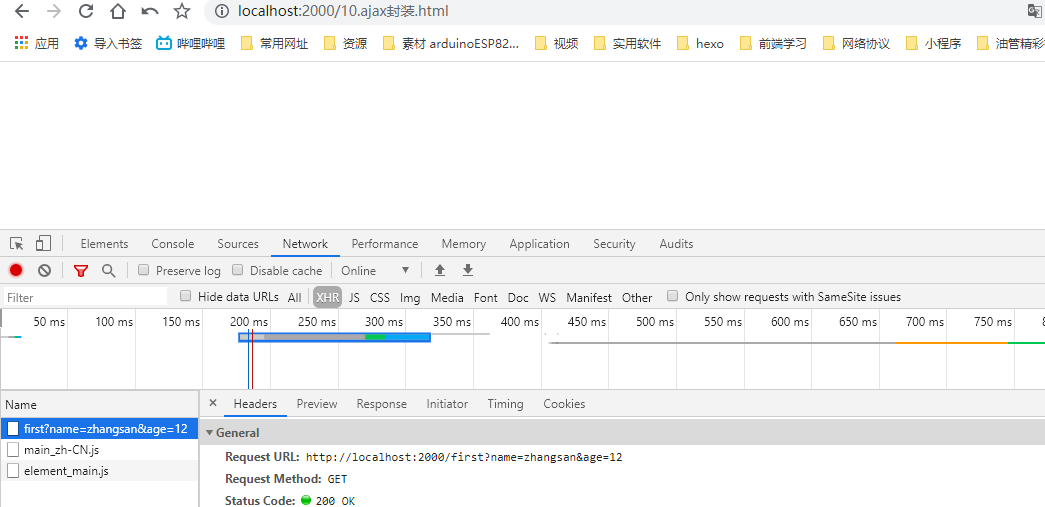 localhost:2000/10.ajax封装.html
应用 导入书签 哔哩哔哩 常用网址 资源 素材 arduinoESP82... 视频 实用软件 hexo 前端学习 网络协议 小程序 油管精彩
Elements Console Sources Network Performance Memory Application Security Audits
Preserve log Disable cache Online
Filter Hide data URLs All XHR JS CSS Img Media Font Doc WS Manifest Other Only show requests with SameSite issues
50 ms 100 ms 150 ms 200 ms 250 ms 300 ms 350 ms 400 ms 450 ms 500 ms 550 ms 600 ms 650 ms 700 ms 750 ms
Name Headers Preview Response Initiator Timing Cookies
first?name=zhangsan&age=12
main_zh-CN.js
element_main.js
General
Request URL: http://localhost:2000/first?name=zhangsan&age=12
Request Method: GET
Status Code: 200 OK